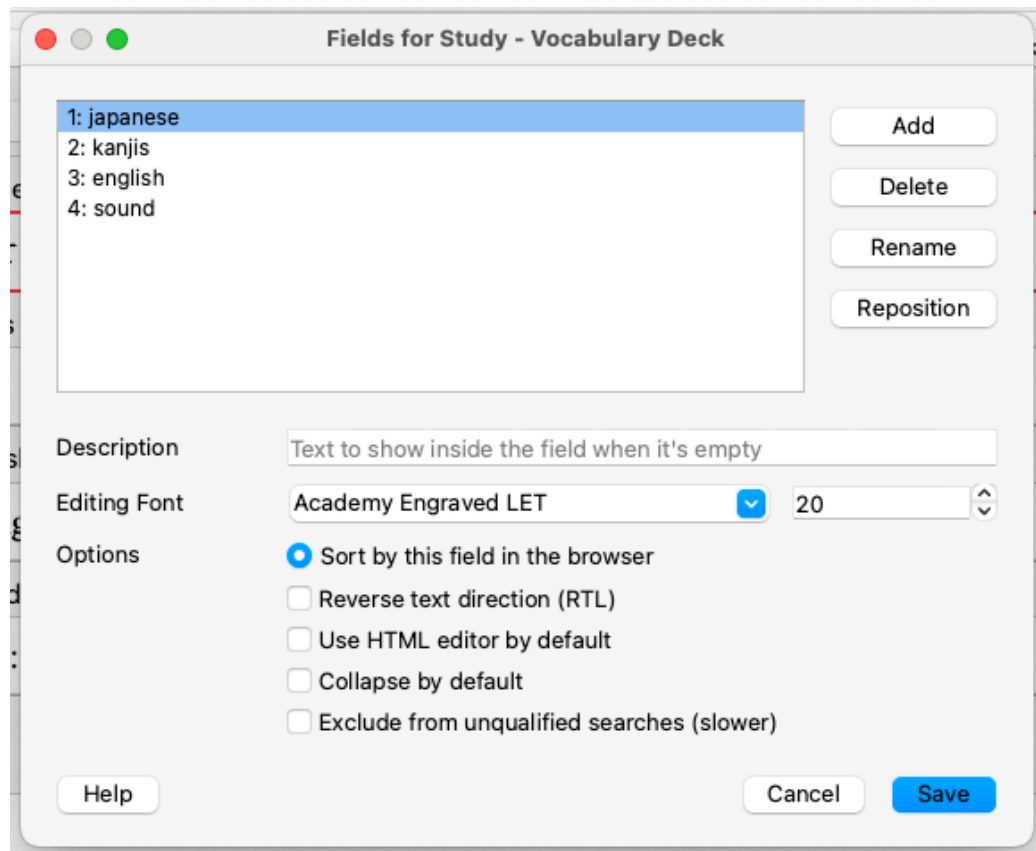 Fields for Study - Vocabulary Deck
1: japanese
2: kanjis
3: english
4: sound
Add
Delete
Rename
Reposition
Description
Text to show inside the field when it's empty
Editing Font
Academy Engraved LET
20
Options
Sort by this field in the browser
Reverse text direction (RTL)
Use HTML editor by default
Collapse by default
Exclude from unqualified searches (slower)
Help
Cancel
Save